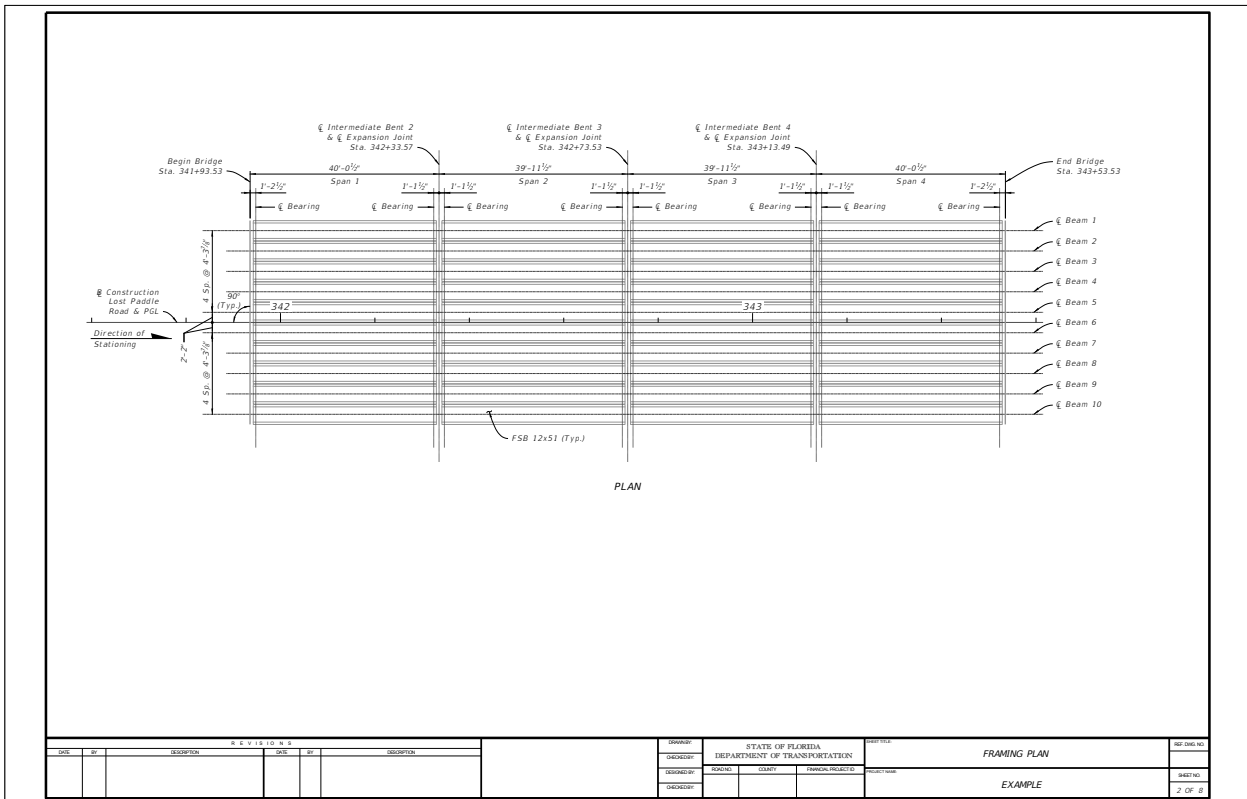 ℄ Intermediate Bent 2
& ℄ Expansion Joint
Sta. 342+33.57
℄ Intermediate Bent 3
& ℄ Expansion Joint
Sta. 342+73.53
℄ Intermediate Bent 4
& ℄ Expansion Joint
Sta. 343+13.49
Begin Bridge
Sta. 341+93.53
End Bridge
Sta. 343+53.53
40'-0½" 39'-11½" 39'-11½" 40'-0½"
Span 1 Span 2 Span 3 Span 4
1'-2½" 1'-1½" 1'-1½" 1'-1½" 1'-1½" 1'-1½" 1'-1½" 1'-2½"
℄ Bearing ℄ Bearing ℄ Bearing ℄ Bearing ℄ Bearing ℄ Bearing ℄ Bearing ℄ Bearing
℄ Beam 1
℄ Beam 2
℄ Beam 3
℄ Beam 4
℄ Beam 5
℄ Beam 6
℄ Beam 7
℄ Beam 8
℄ Beam 9
℄ Beam 10
4 Sp. @ 4'-3⅞"
B Construction
Lost Paddle
Road & PGL
90°
(Typ.)
342
343
Direction of
Stationing
2'-2"
4 Sp. @ 4'-3⅞"
FSB 12x51 (Typ.)
PLAN
REVISIONS
DATE BY DESCRIPTION DATE BY DESCRIPTION
DRAWN BY:
CHECKED BY:
DESIGNED BY:
CHECKED BY:
STATE OF FLORIDA
DEPARTMENT OF TRANSPORTATION
ROAD NO. COUNTY FINANCIAL PROJECT ID
SHEET TITLE:
FRAMING PLAN
PROJECT NAME:
EXAMPLE
REF. DWG. NO.
SHEET NO.
2 OF 8